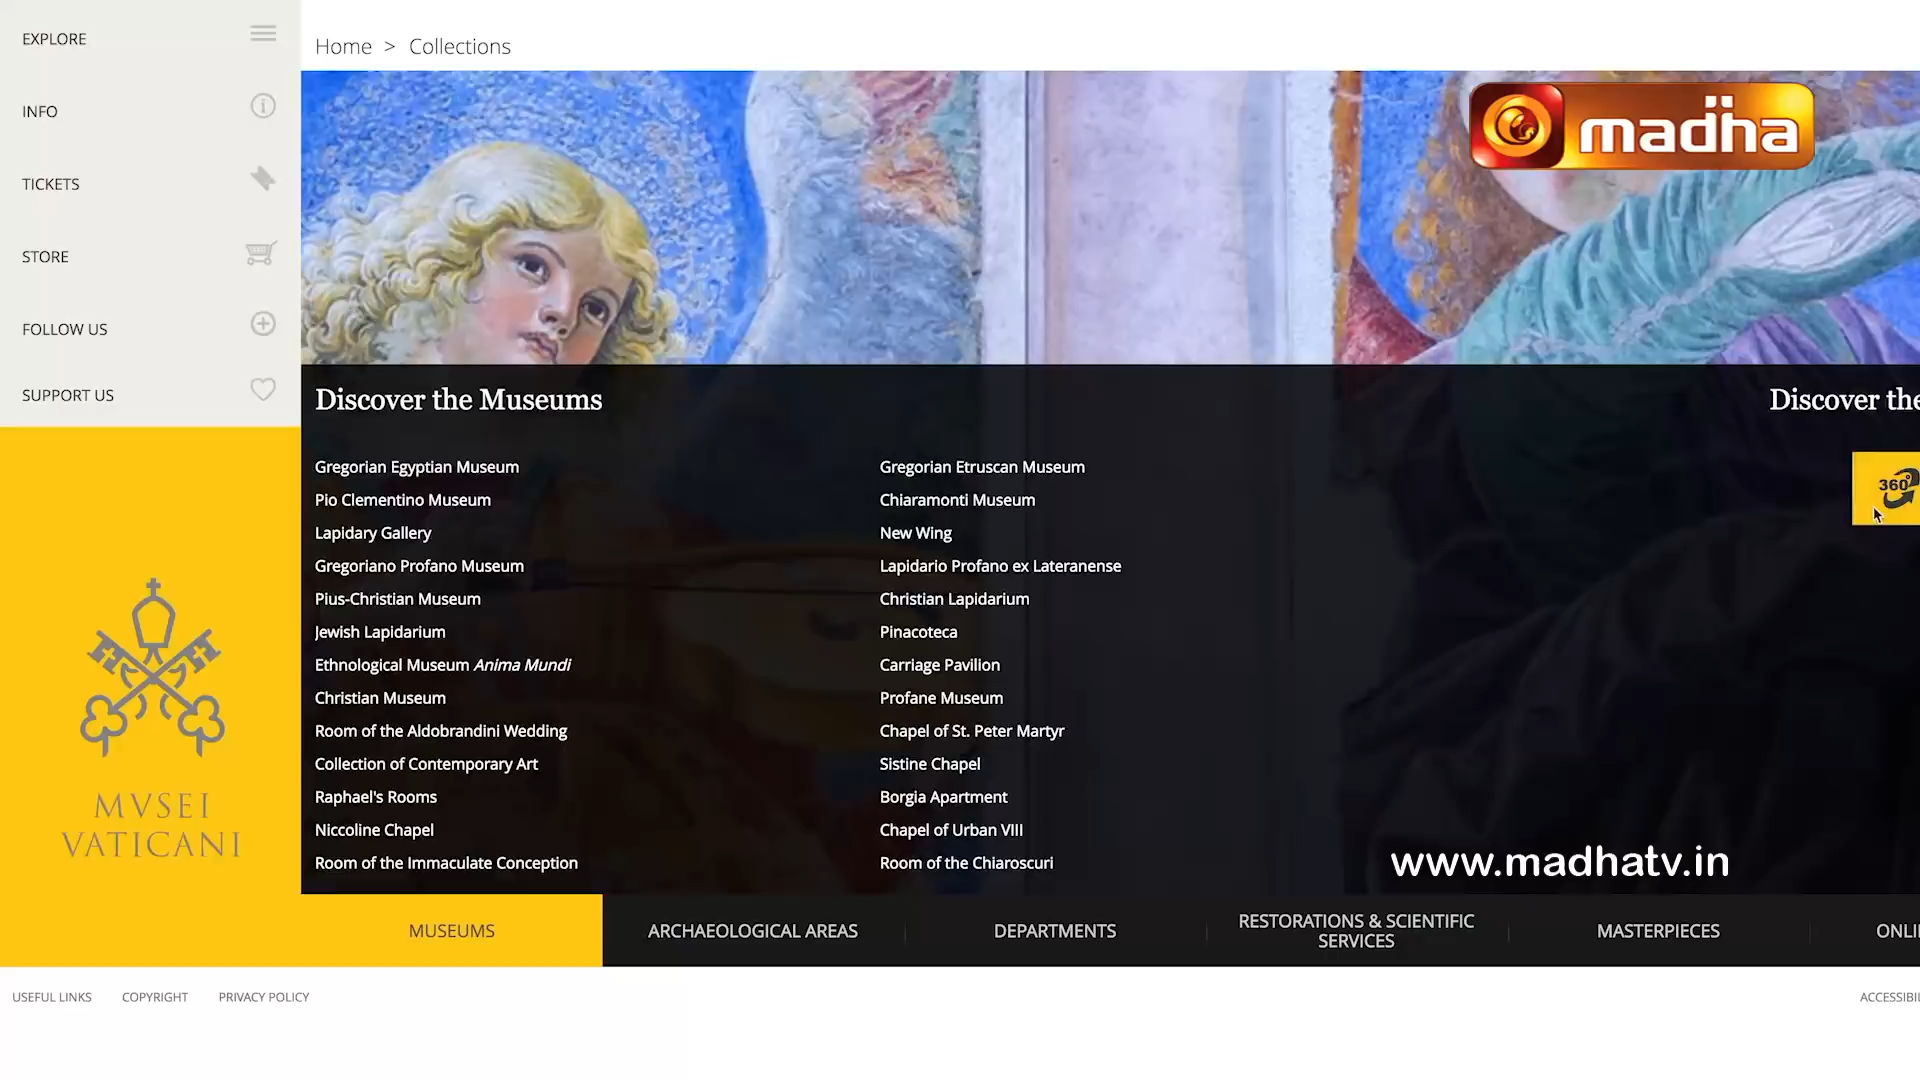 EXPLORE
INFO
TICKETS
STORE
FOLLOW US
SUPPORT US
MVSEI
VATICANI
Home > Collections
madha
Discover the Museums
Gregorian Egyptian Museum
Pio Clementino Museum
Lapidary Gallery
Gregoriano Profano Museum
Pius-Christian Museum
Jewish Lapidarium
Ethnological Museum Anima Mundi
Christian Museum
Room of the Aldobrandini Wedding
Collection of Contemporary Art
Raphael's Rooms
Niccoline Chapel
Room of the Immaculate Conception
Gregorian Etruscan Museum
Chiaramonti Museum
New Wing
Lapidario Profano ex Lateranense
Christian Lapidarium
Pinacoteca
Carriage Pavilion
Profane Museum
Chapel of St. Peter Martyr
Sistine Chapel
Borgia Apartment
Chapel of Urban VIII
Room of the Chiaroscuri
Discover the
360°
www.madhatv.in
MUSEUMS
ARCHAEOLOGICAL AREAS
DEPARTMENTS
RESTORATIONS & SCIENTIFIC
SERVICES
MASTERPIECES
USEFUL LINKS
COPYRIGHT
PRIVACY POLICY